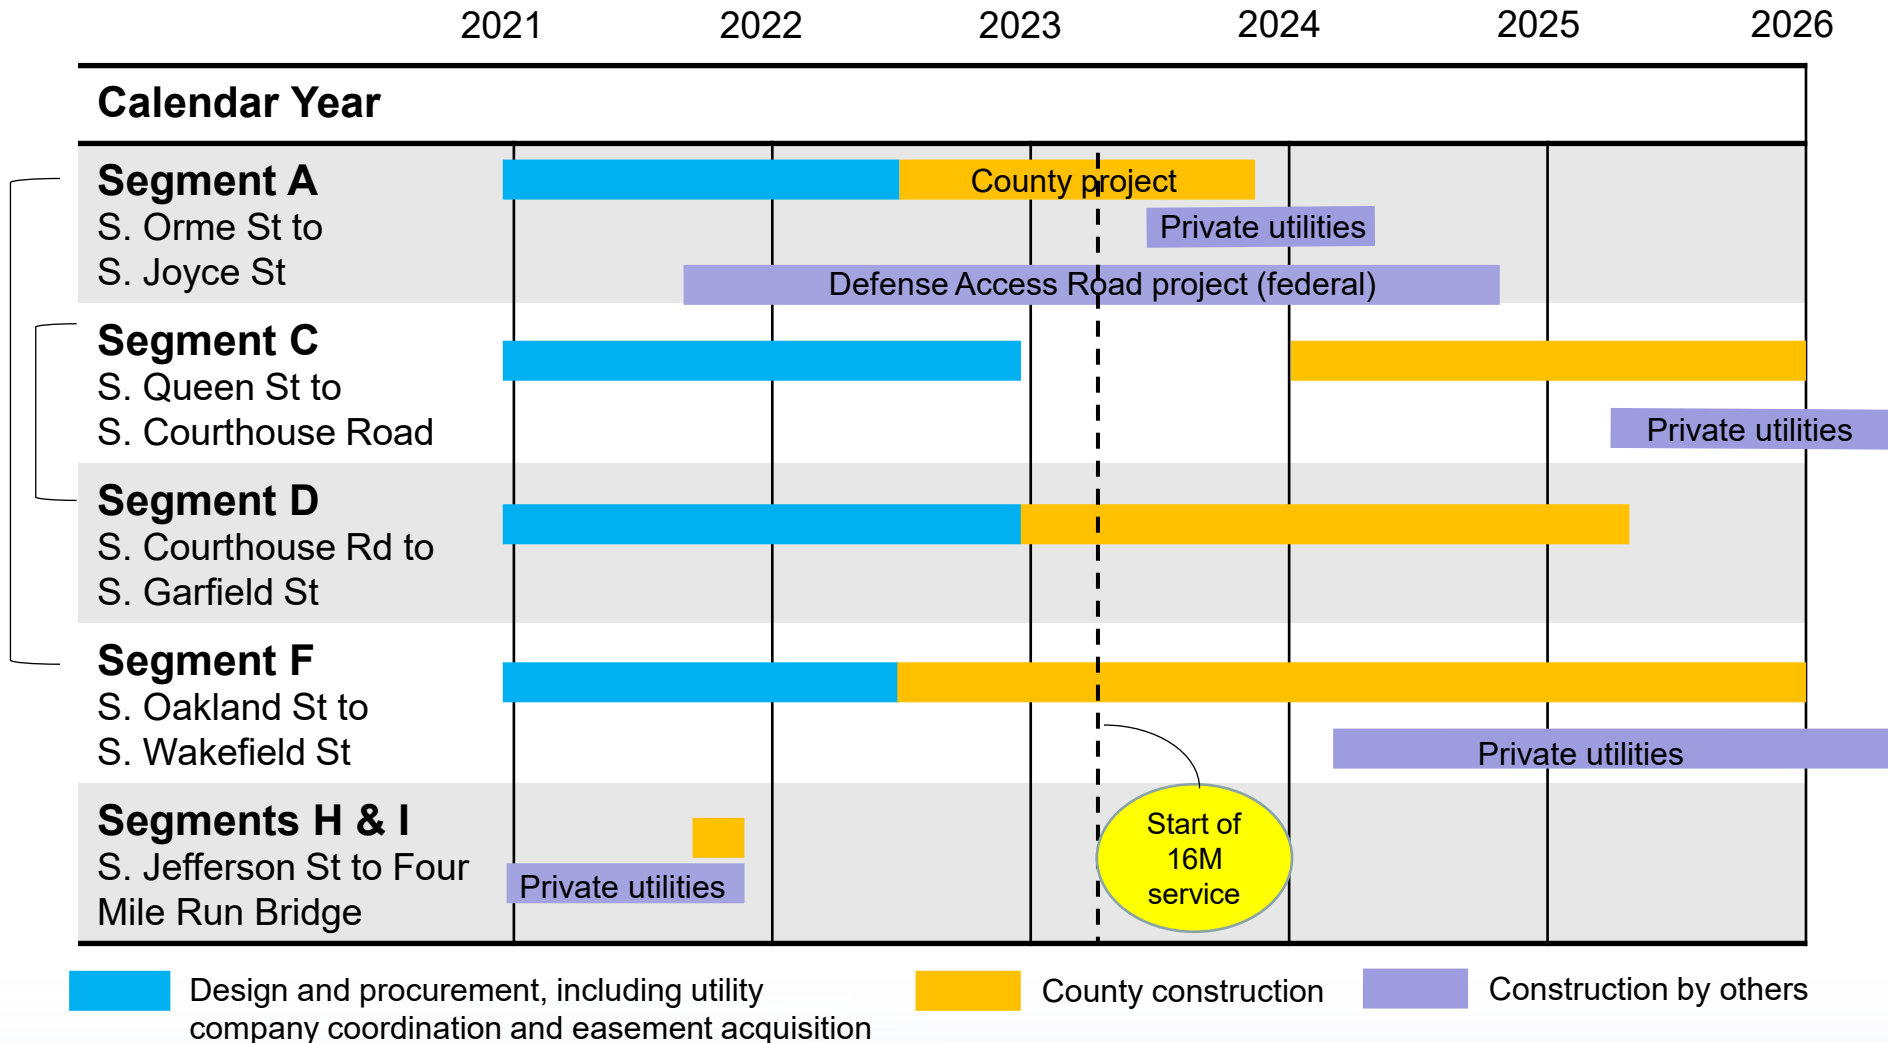 2021 2022 2023 2024 2025 2026
Calendar Year
Segment A
S. Orme St to
S. Joyce St
County project
Private utilities
Defense Access Road project (federal)
Segment C
S. Queen St to
S. Courthouse Road
Private utilities
Segment D
S. Courthouse Rd to
S. Garfield St
Segment F
S. Oakland St to
S. Wakefield St
Private utilities
Segments H & I
S. Jefferson St to Four
Mile Run Bridge
Private utilities
Start of
16M
service
Design and procurement, including utility
company coordination and easement acquisition
County construction
Construction by others